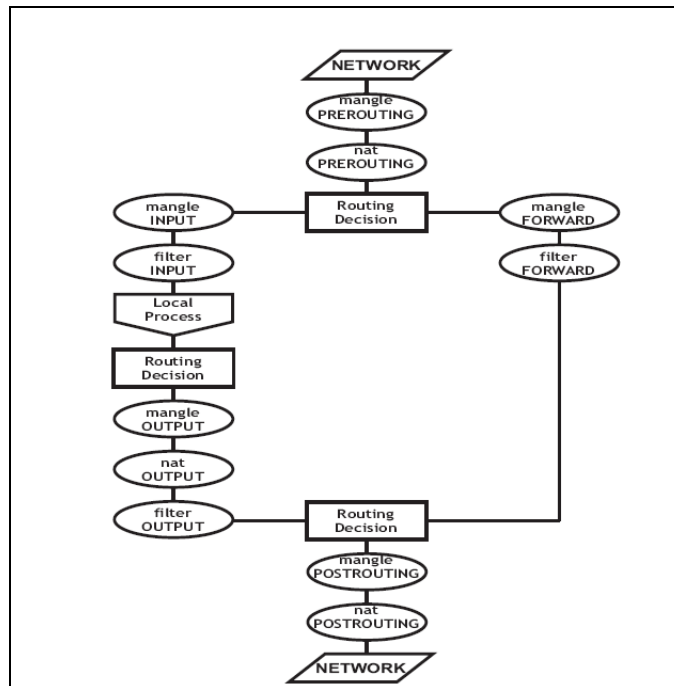 NETWORK
mangle
PREROUTING
nat
PREROUTING
Routing
Decision
mangle
INPUT
filter
INPUT
Local
Process
Routing
Decision
mangle
OUTPUT
nat
OUTPUT
filter
OUTPUT
mangle
FORWARD
filter
FORWARD
Routing
Decision
mangle
POSTROUTING
nat
POSTROUTING
NETWORK